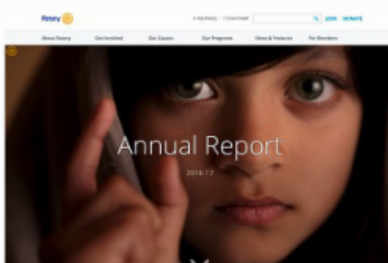 Rotary
JOIN DONATE
About Rotary Get Involved Our Causes Our Programs News & Features For Members
Annual Report
2016-17